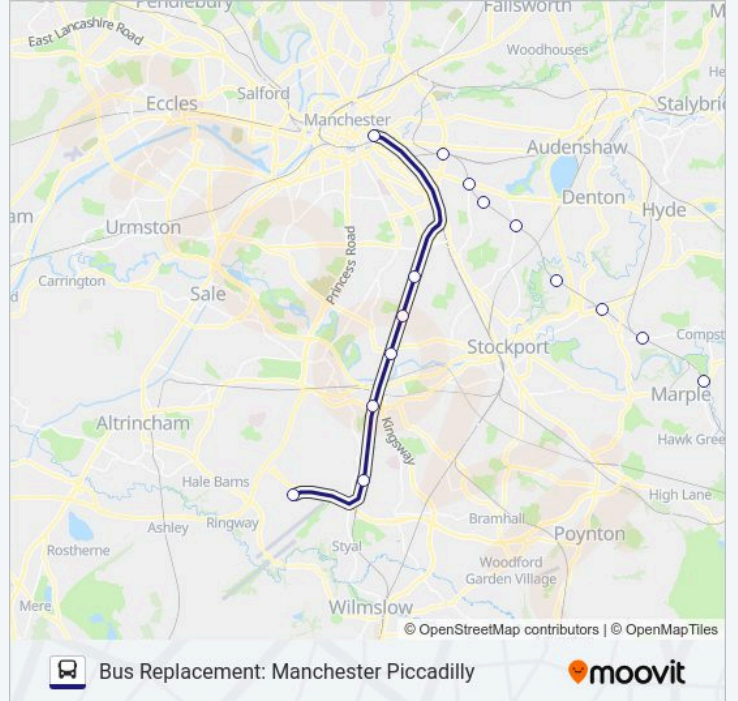 Pendlebury
Failsworth
M
East Lancashire Road
Woodhouses
He
Salford
Eccles
Stalybri
Manchester
Audenshaw
Denton
Hyde
am
Urmston
Princess Road
Carrington
d
Sale
Compst
Stockport
Marple
Altrincham
Kingsway
Hawk Gree
Hale Barns
High Lane
Ringway
Ashley
Bramhall
Poynton
Rostherne
Styal
Woodford
Garden Village
Mere
Wilmslow
© OpenStreetMap contributors | © OpenMapTiles
Bus Replacement: Manchester Piccadilly
moovit